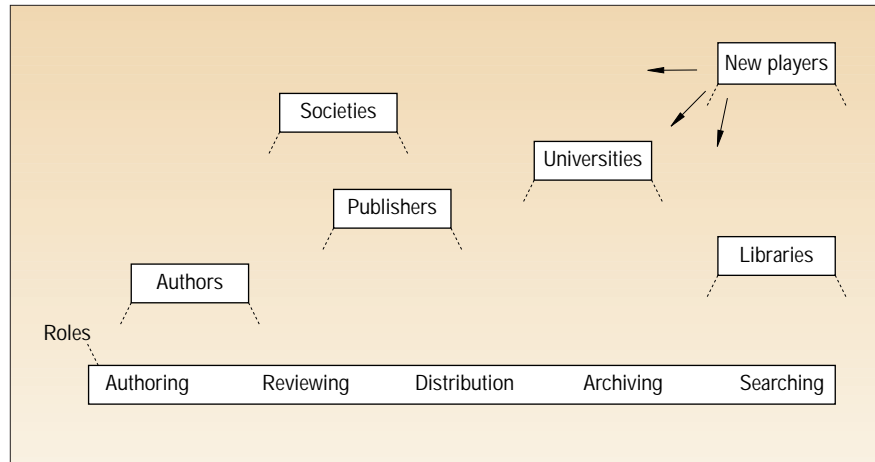 New players
Societies
Universities
Publishers
Libraries
Authors
Roles
Authoring Reviewing Distribution Archiving Searching